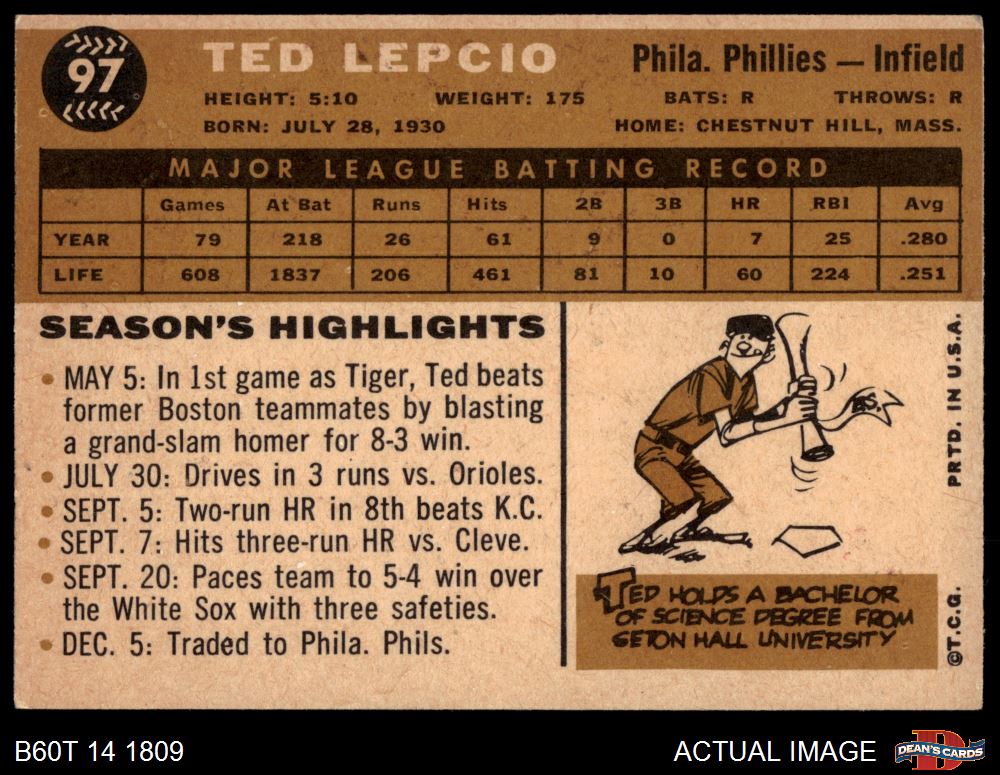 97
TED LEPCIO
Phila. Phillies — Infield
HEIGHT: 5:10 WEIGHT: 175 BATS: R THROWS: R
BORN: JULY 28, 1930 HOME: CHESTNUT HILL, MASS.
MAJOR LEAGUE BATTING RECORD
Games At Bat Runs Hits 2B 3B HR RBI Avg
YEAR 79 218 26 61 9 0 7 25 .280
LIFE 608 1837 206 461 81 10 60 224 .251
SEASON'S HIGHLIGHTS
• MAY 5: In 1st game as Tiger, Ted beats
former Boston teammates by blasting
a grand-slam homer for 8-3 win.
• JULY 30: Drives in 3 runs vs. Orioles.
• SEPT. 5: Two-run HR in 8th beats K.C.
• SEPT. 7: Hits three-run HR vs. Cleve.
• SEPT. 20: Paces team to 5-4 win over
the White Sox with three safeties.
• DEC. 5: Traded to Phila. Phils.
B.S.
TED HOLDS A BACHELOR
OF SCIENCE DEGREE FROM
SETON HALL UNIVERSITY
PRTD. IN U.S.A.
©T.C.G.
B60T 14 1809
ACTUAL IMAGE
D
DEAN'S CARDS